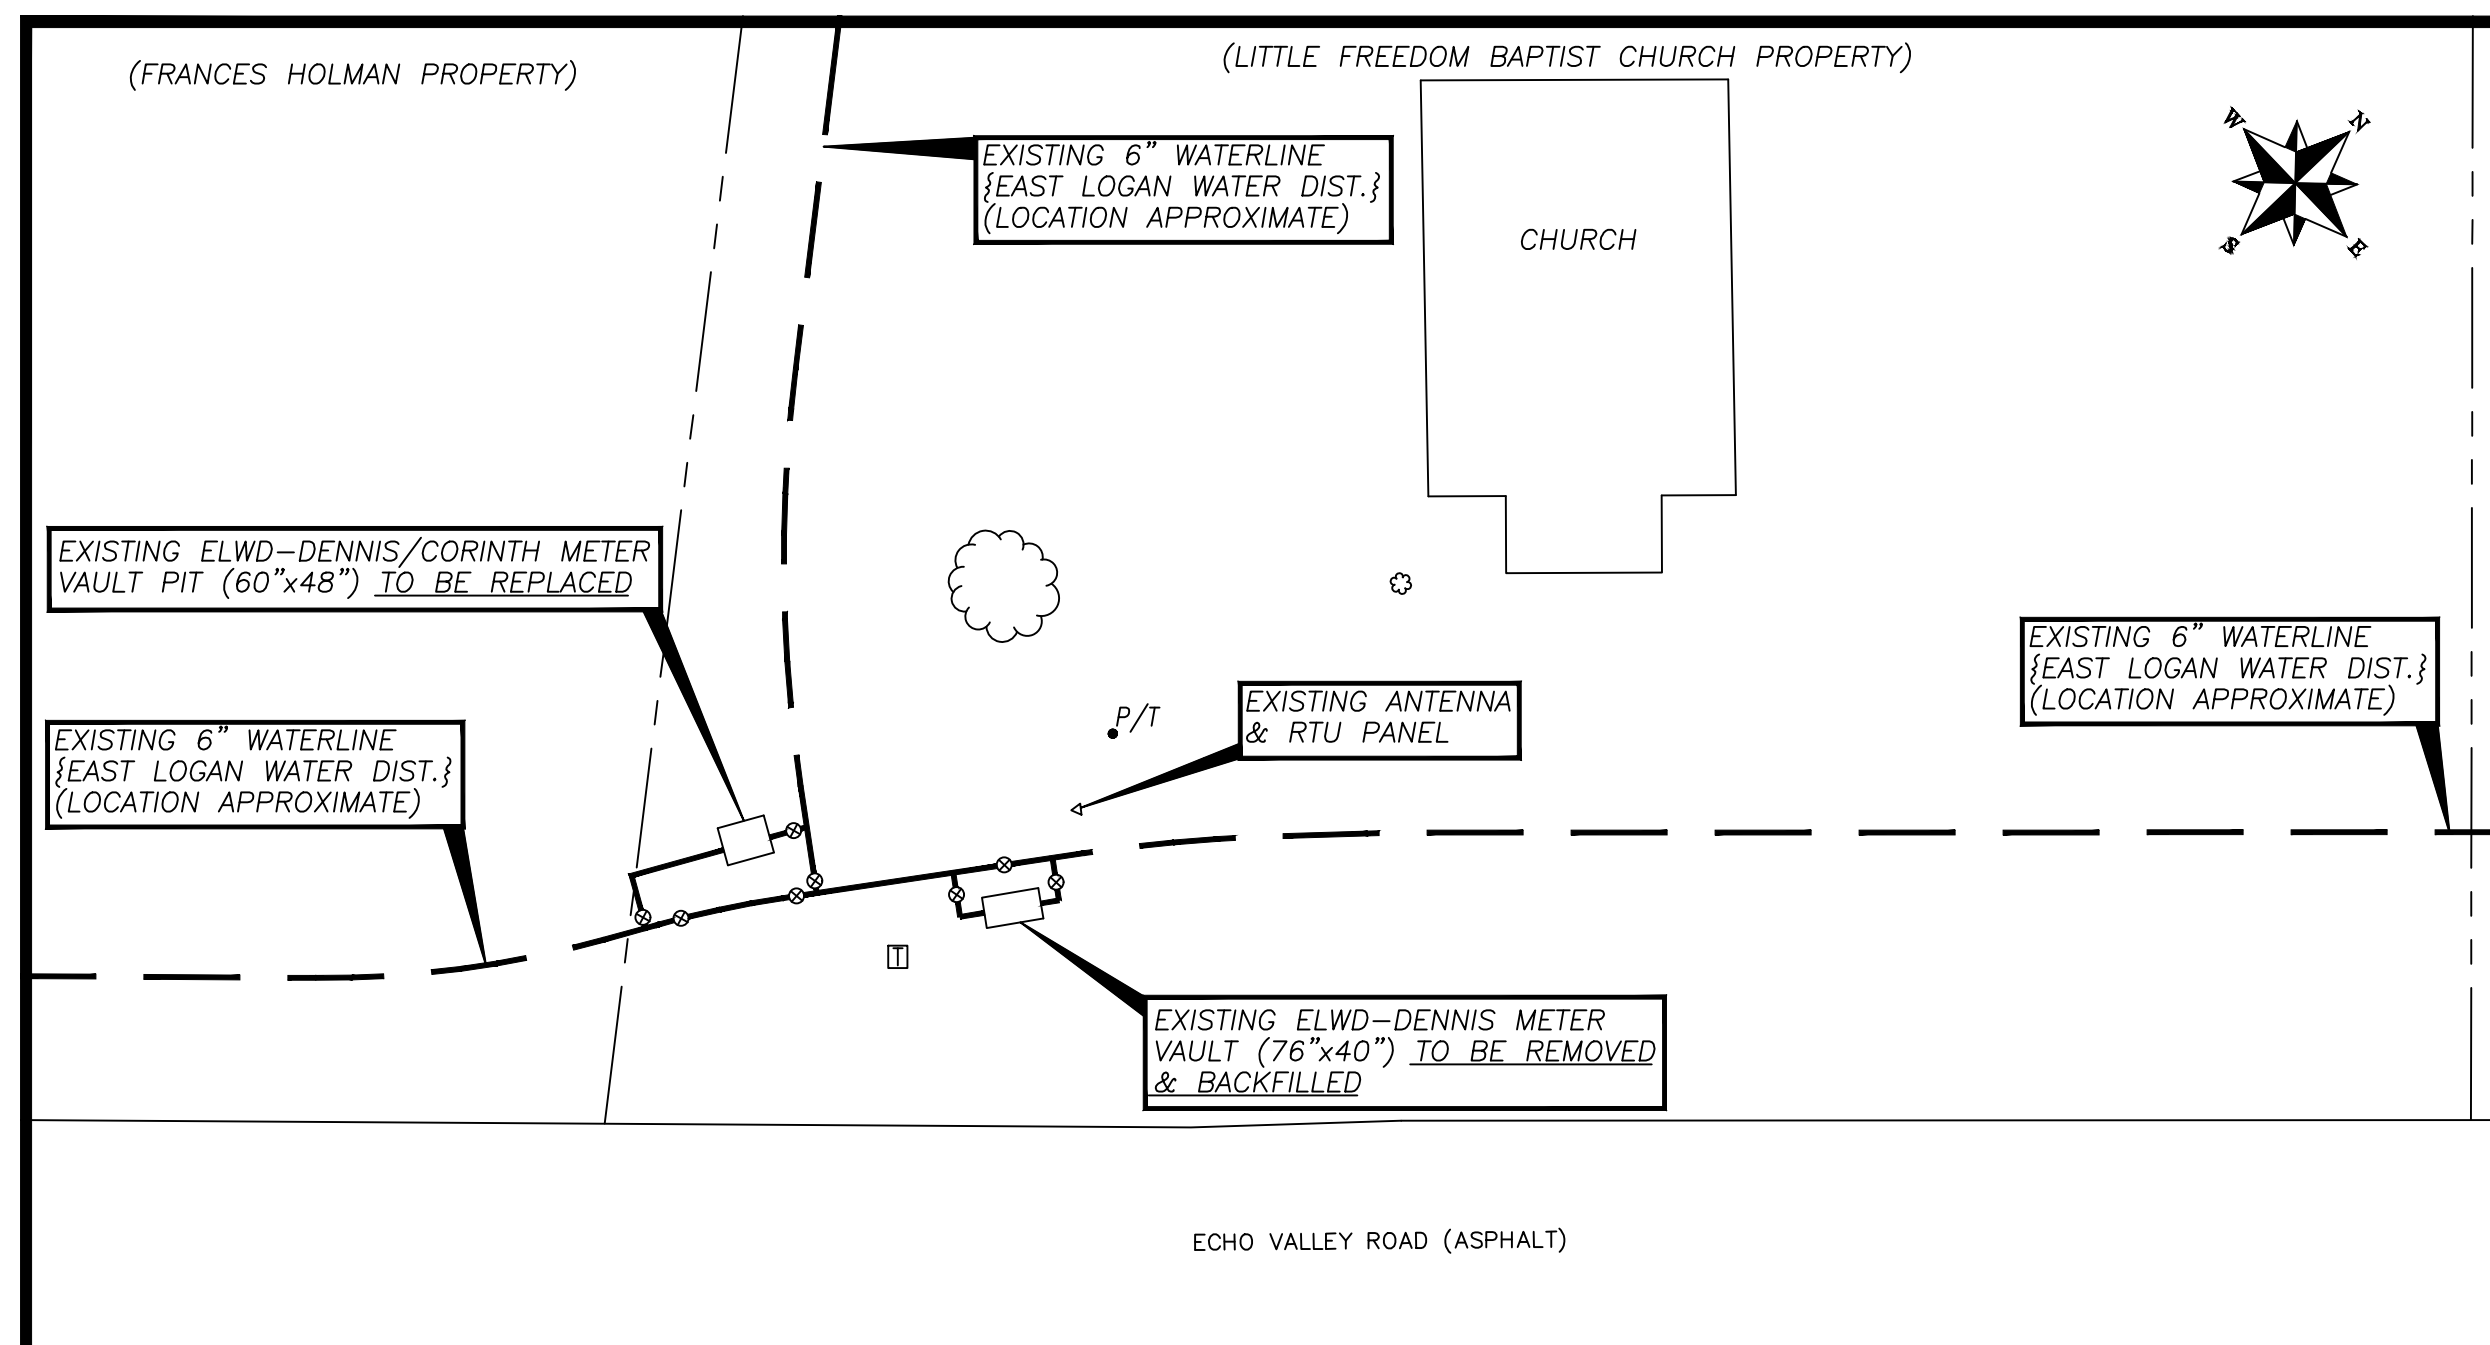 (FRANCES HOLMAN PROPERTY)
(LITTLE FREEDOM BAPTIST CHURCH PROPERTY)
W
N
S
E
EXISTING 6" WATERLINE
{EAST LOGAN WATER DIST.}
(LOCATION APPROXIMATE)
CHURCH
EXISTING ELWD-DENNIS/CORINTH METER
VAULT PIT (60"x48") TO BE REPLACED
EXISTING 6" WATERLINE
{EAST LOGAN WATER DIST.}
(LOCATION APPROXIMATE)
P/T
EXISTING ANTENNA
& RTU PANEL
EXISTING 6" WATERLINE
{EAST LOGAN WATER DIST.}
(LOCATION APPROXIMATE)
T
EXISTING ELWD-DENNIS METER
VAULT (76"x40") TO BE REMOVED
& BACKFILLED
ECHO VALLEY ROAD (ASPHALT)